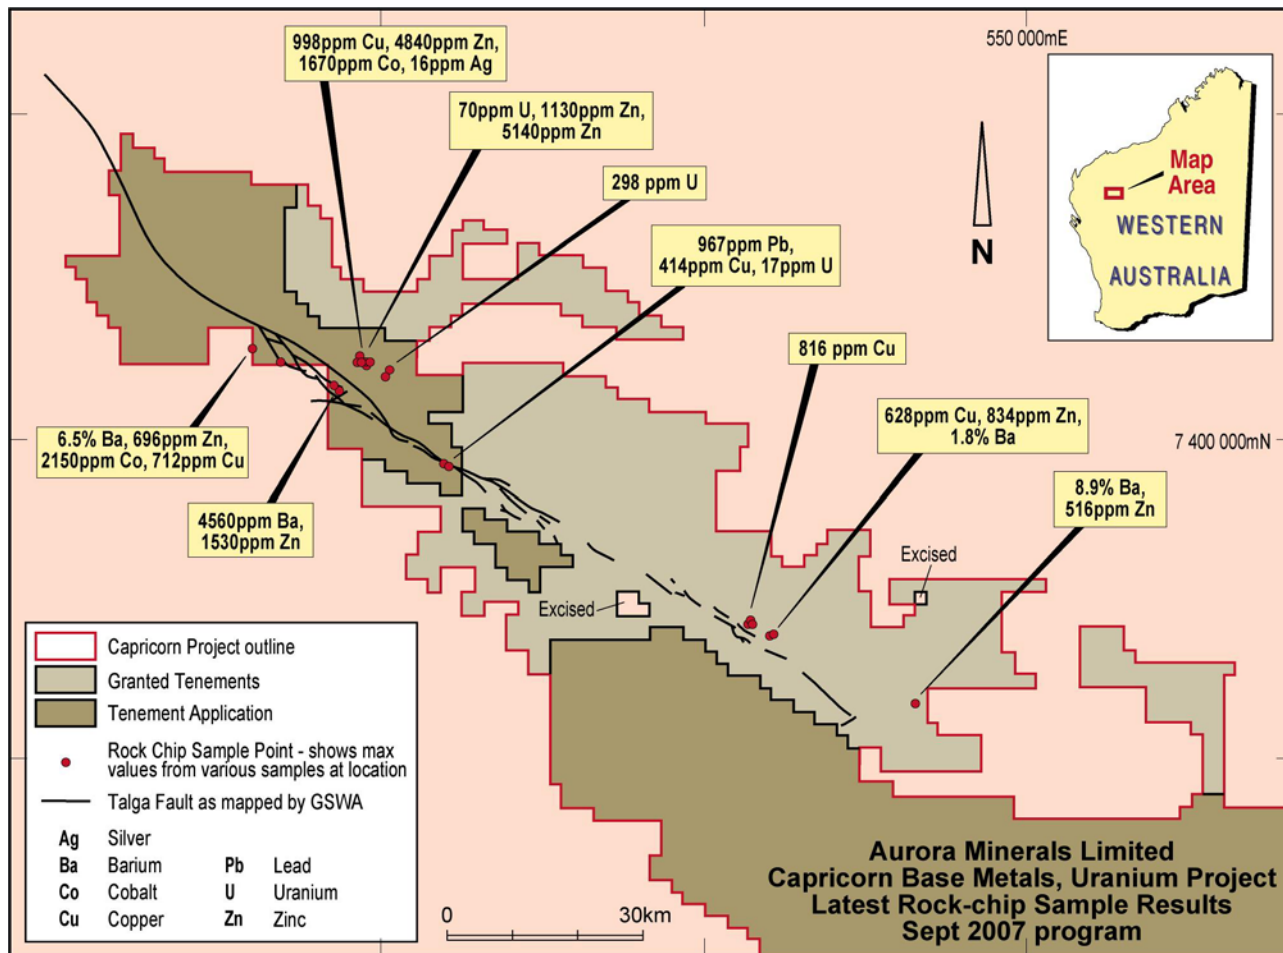 550 000mE
998ppm Cu, 4840ppm Zn,
1670ppm Co, 16ppm Ag
70ppm U, 1130ppm Zn,
5140ppm Zn
298 ppm U
967ppm Pb,
414ppm Cu, 17ppm U
Map
Area
WESTERN
AUSTRALIA
N
816 ppm Cu
628ppm Cu, 834ppm Zn,
1.8% Ba
7 400 000mN
6.5% Ba, 696ppm Zn,
2150ppm Co, 712ppm Cu
8.9% Ba,
516ppm Zn
4560ppm Ba,
1530ppm Zn
Excised
Excised
Capricorn Project outline
Granted Tenements
Tenement Application
Rock Chip Sample Point - shows max
values from various samples at location
Talga Fault as mapped by GSWA
Ag Silver
Ba Barium Pb Lead
Co Cobalt U Uranium
Cu Copper Zn Zinc
0 30km
Aurora Minerals Limited
Capricorn Base Metals, Uranium Project
Latest Rock-chip Sample Results
Sept 2007 program